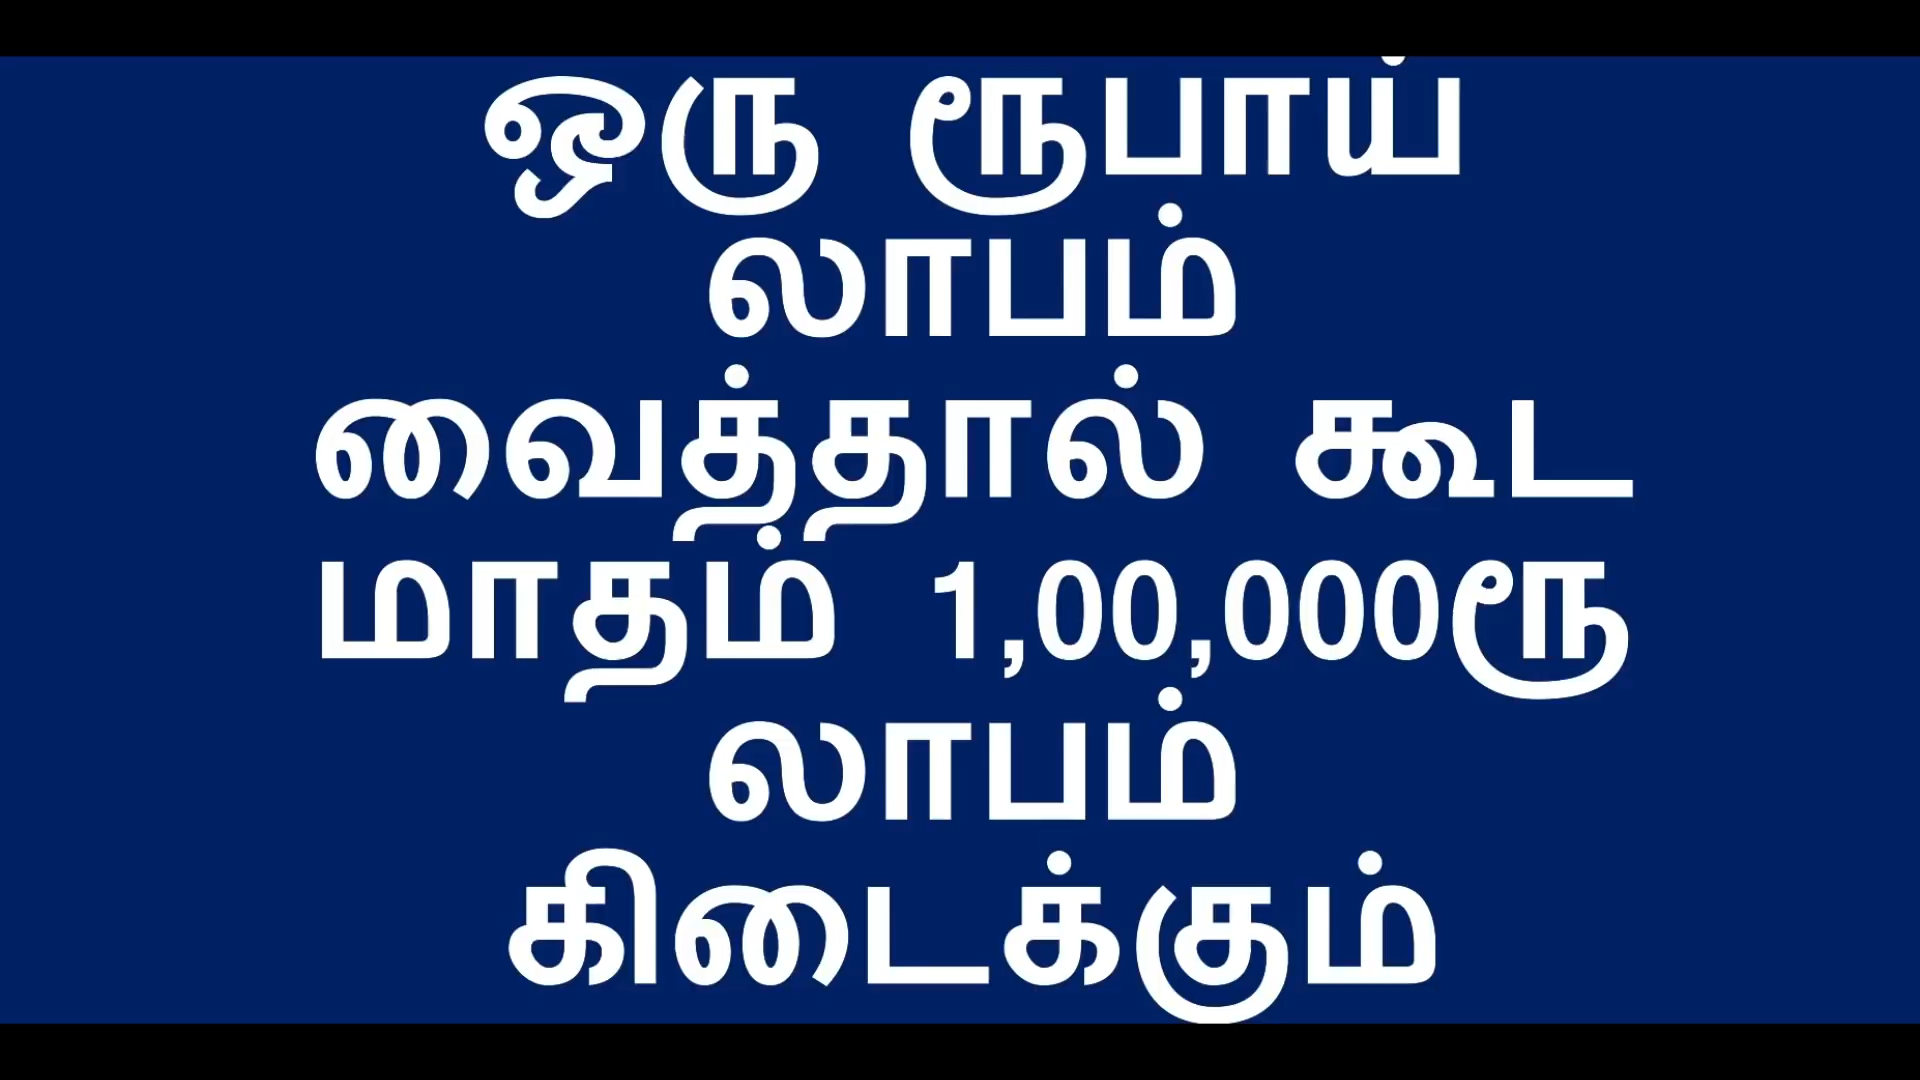 ஒரு ரூபாய்
லாபம்
வைத்தால் கூட
மாதம் 1,00,000ரூ
லாபம்
கிடைக்கும்